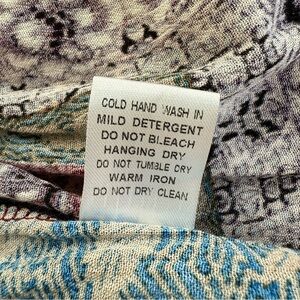 COLD HAND WASH IN
MILD DETERGENT
DO NOT BLEACH
HANGING DRY
DO NOT TUMBLE DRY
WARM IRON
DO NOT DRY CLEAN